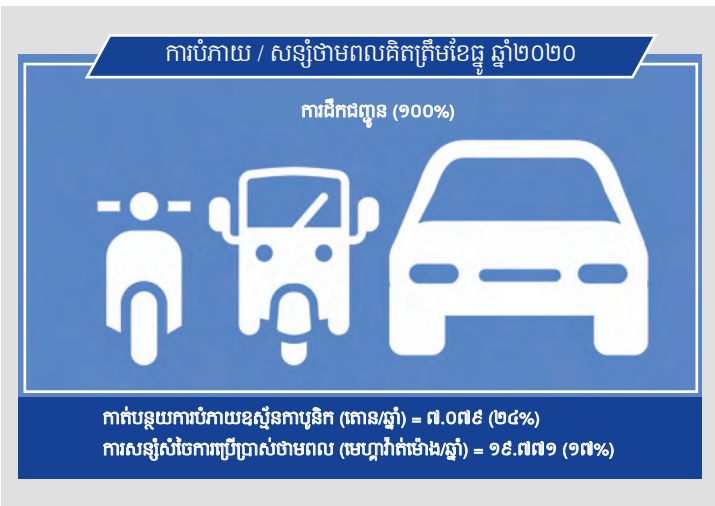 ការបំភាយ / សន្សំថាមពលគិតត្រឹមខែធ្នូ ឆ្នាំ២០២០
ការដឹកជញ្ជូន (១០០%)
កាត់បន្ថយការបំភាយឧស្ម័នកាបូនិក (តោន/ឆ្នាំ) = ៧.០៧៩ (២៤%)
ការសន្សំសំចៃការប្រើប្រាស់ថាមពល (មេហ្គាវ៉ាត់ម៉ោង/ឆ្នាំ) = ១៩.៧៧១ (១៧%)